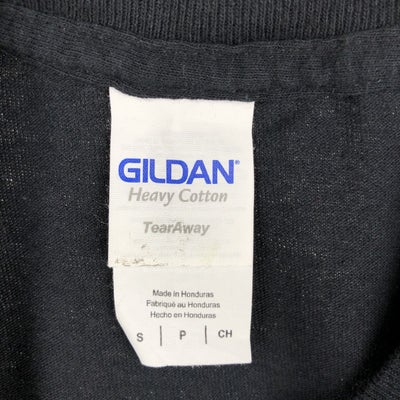 GILDAN®
Heavy Cotton
TearAway
Made in Honduras
Fabriqué au Honduras
Hecho en Honduras
S | P | CH